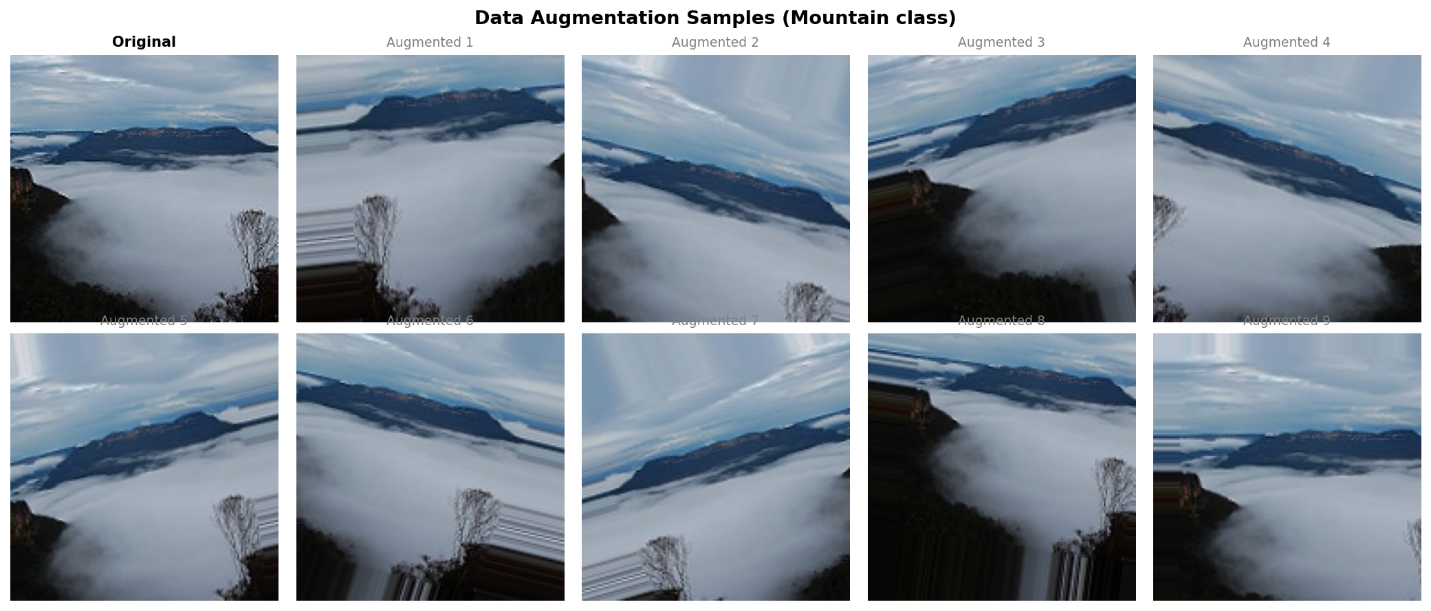 Data Augmentation Samples (Mountain class)
Original
Augmented 1
Augmented 2
Augmented 3
Augmented 4
Augmented 5
Augmented 6
Augmented 7
Augmented 8
Augmented 9